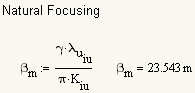 Natural Focusing
β_m := (γ·λ_u_iu) / (π·K_iu)    β_m = 23.543 m